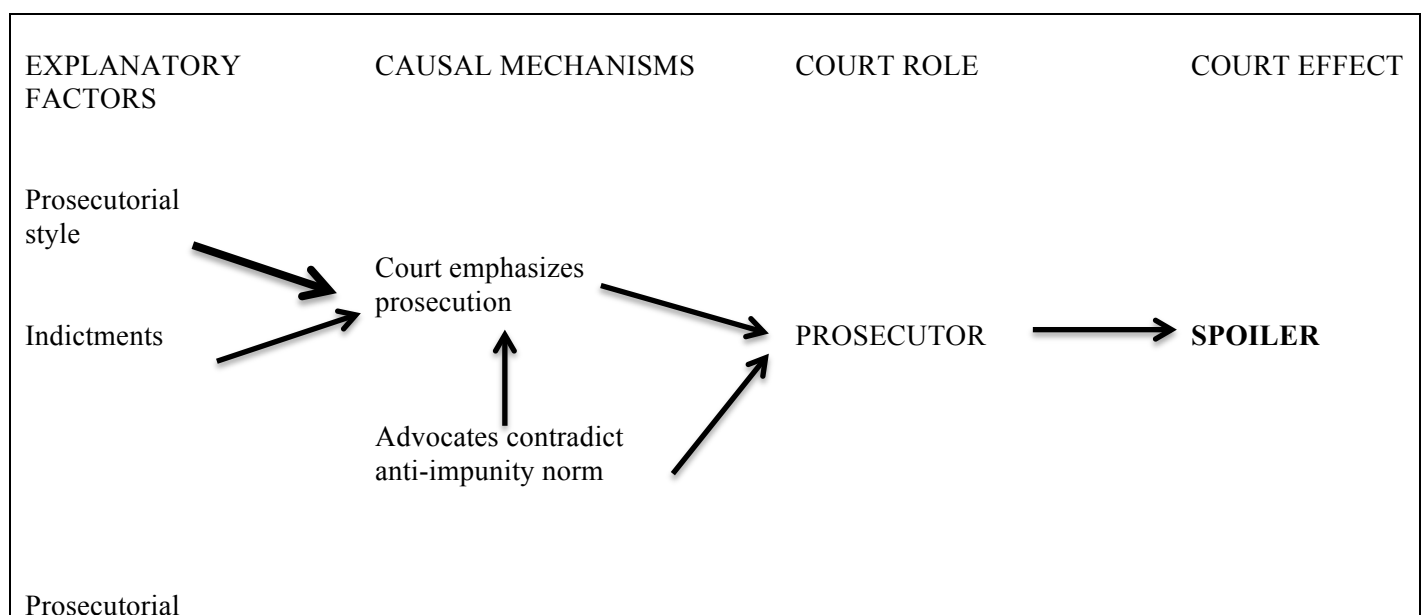 EXPLANATORY FACTORS CAUSAL MECHANISMS COURT ROLE COURT EFFECT
Prosecutorial
style
Court emphasizes
prosecution
Indictments
PROSECUTOR
SPOILER
Advocates contradict
anti-impunity norm
Prosecutorial